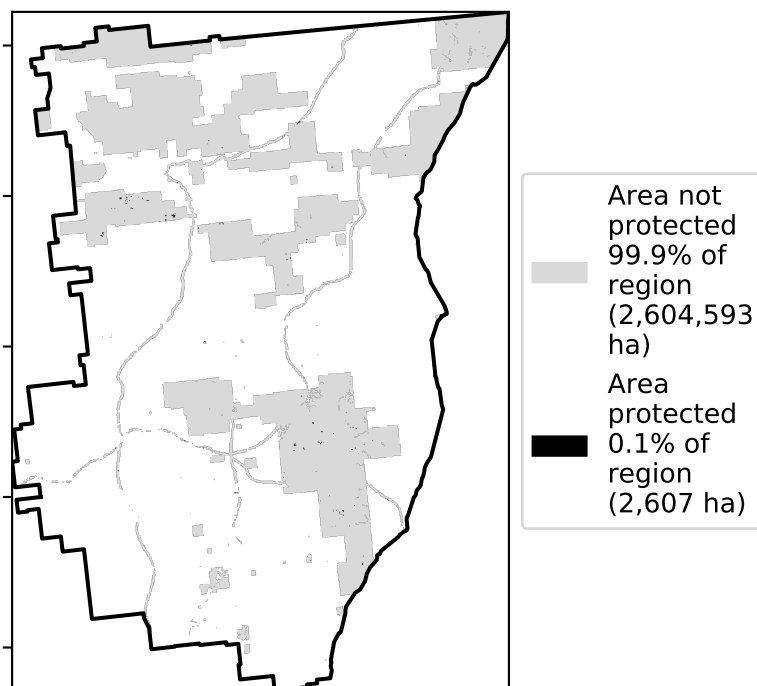 Area not
protected
99.9% of
region
(2,604,593
ha)
Area
protected
0.1% of
region
(2,607 ha)